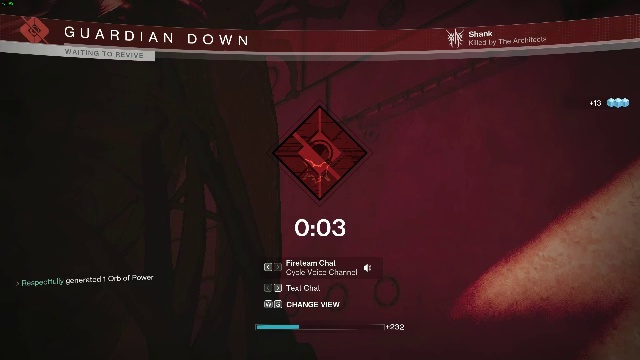 GUARDIAN DOWN
WAITING TO REVIVE
Shank
Killed by The Architects
+13
0:03
Fireteam Chat
Cycle Voice Channel
Respectfully generated 1 Orb of Power
Text Chat
CHANGE VIEW
+232